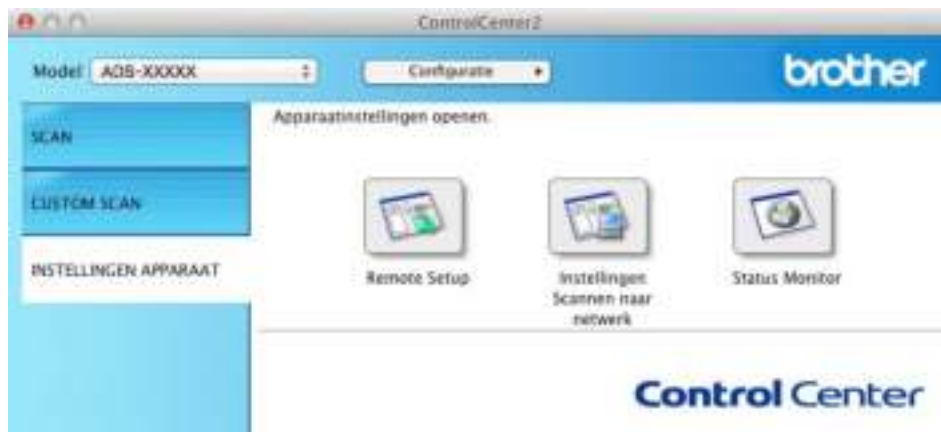 ControlCenter2
Model ADS-XXXXX Configuratie
brother
SCAN
CUSTOM SCAN
INSTELLINGEN APPARAAT
Apparaatinstellingen openen.
Remote Setup
Instellingen
Scannen naar
netwerk
Status Monitor
Control Center